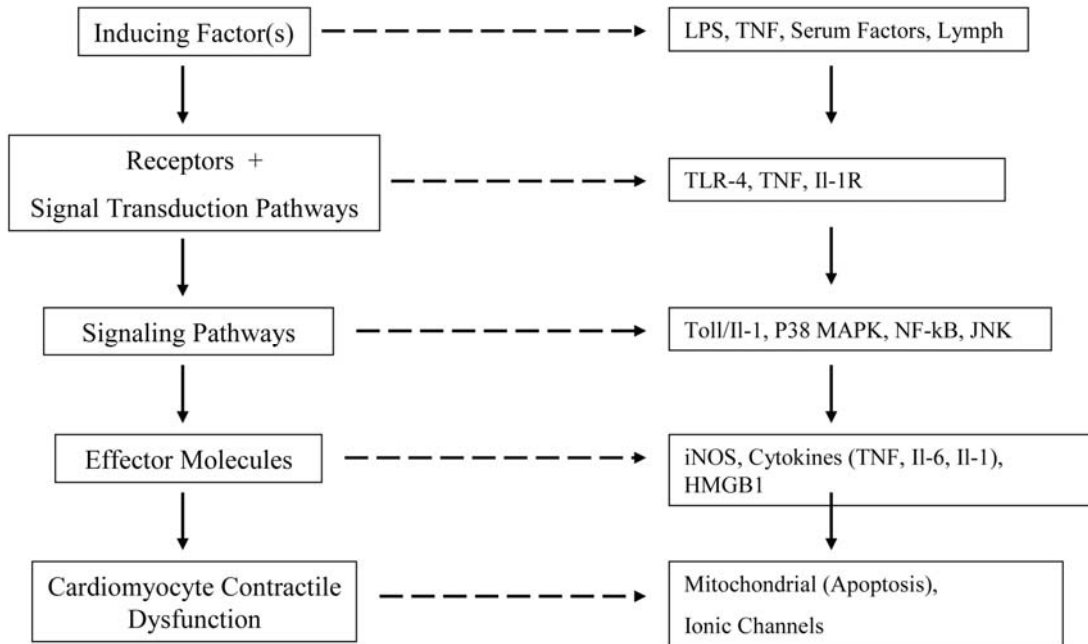 Inducing Factor(s)
LPS, TNF, Serum Factors, Lymph
Receptors +
Signal Transduction Pathways
TLR-4, TNF, Il-1R
Signaling Pathways
Toll/Il-1, P38 MAPK, NF-kB, JNK
Effector Molecules
iNOS, Cytokines (TNF, Il-6, Il-1),
HMGB1
Cardiomyocyte Contractile
Dysfunction
Mitochondrial (Apoptosis),
Ionic Channels